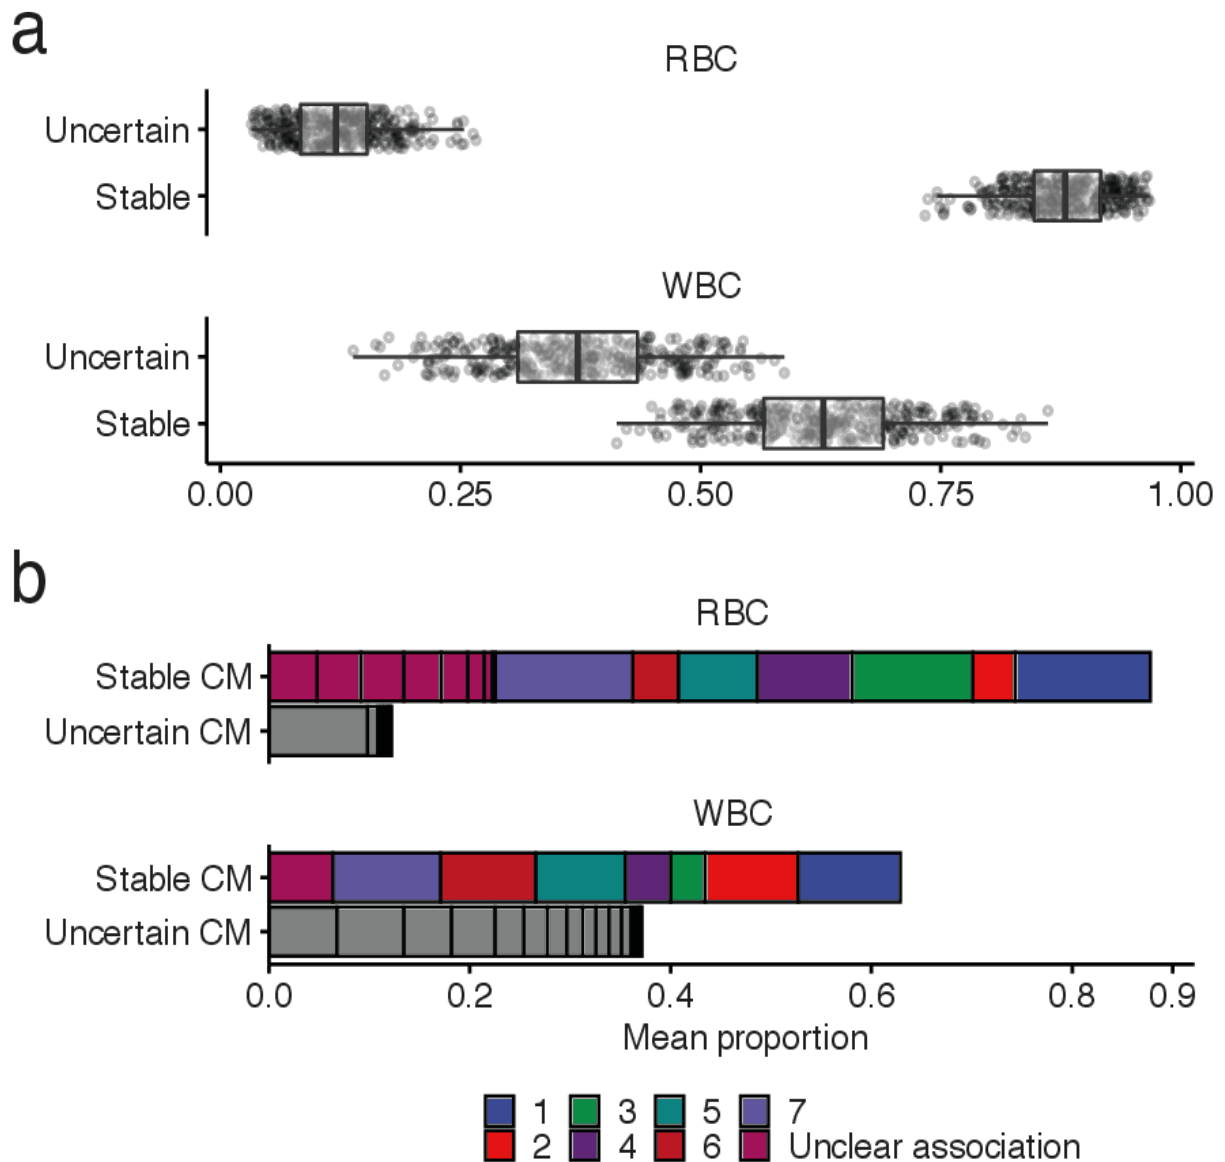 a
RBC
Uncertain
Stable
WBC
Uncertain
Stable
0.00 0.25 0.50 0.75 1.00
b
RBC
Stable CM
Uncertain CM
WBC
Stable CM
Uncertain CM
0.0 0.2 0.4 0.6 0.8 0.9
Mean proportion
1 3 5 7
2 4 6 Unclear association